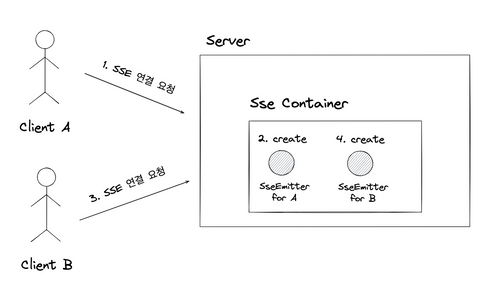 Server
1. SSE 연결 요청
Client A
Sse Container
2. create
4. create
SseEmitter
for A
SseEmitter
for B
3. SSE 연결 요청
Client B